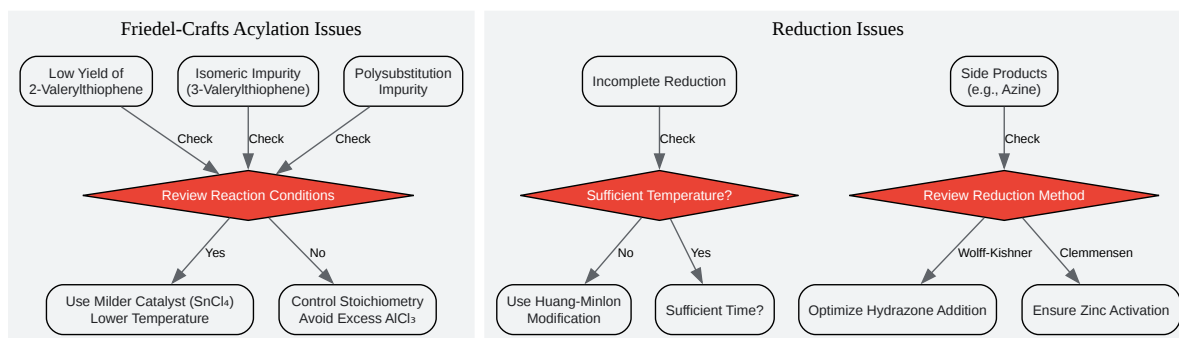 Friedel-Crafts Acylation Issues
Low Yield of
2-Valerylthiophene
Isomeric Impurity
(3-Valerylthiophene)
Polysubstitution
Impurity
Check
Check
Check
Review Reaction Conditions
Yes
No
Use Milder Catalyst (SnCl₄)
Lower Temperature
Control Stoichiometry
Avoid Excess AlCl₃
Reduction Issues
Incomplete Reduction
Side Products
(e.g., Azine)
Check
Check
Sufficient Temperature?
Review Reduction Method
No
Yes
Wolff-Kishner
Clemmensen
Use Huang-Minlon
Modification
Sufficient Time?
Optimize Hydrazone Addition
Ensure Zinc Activation